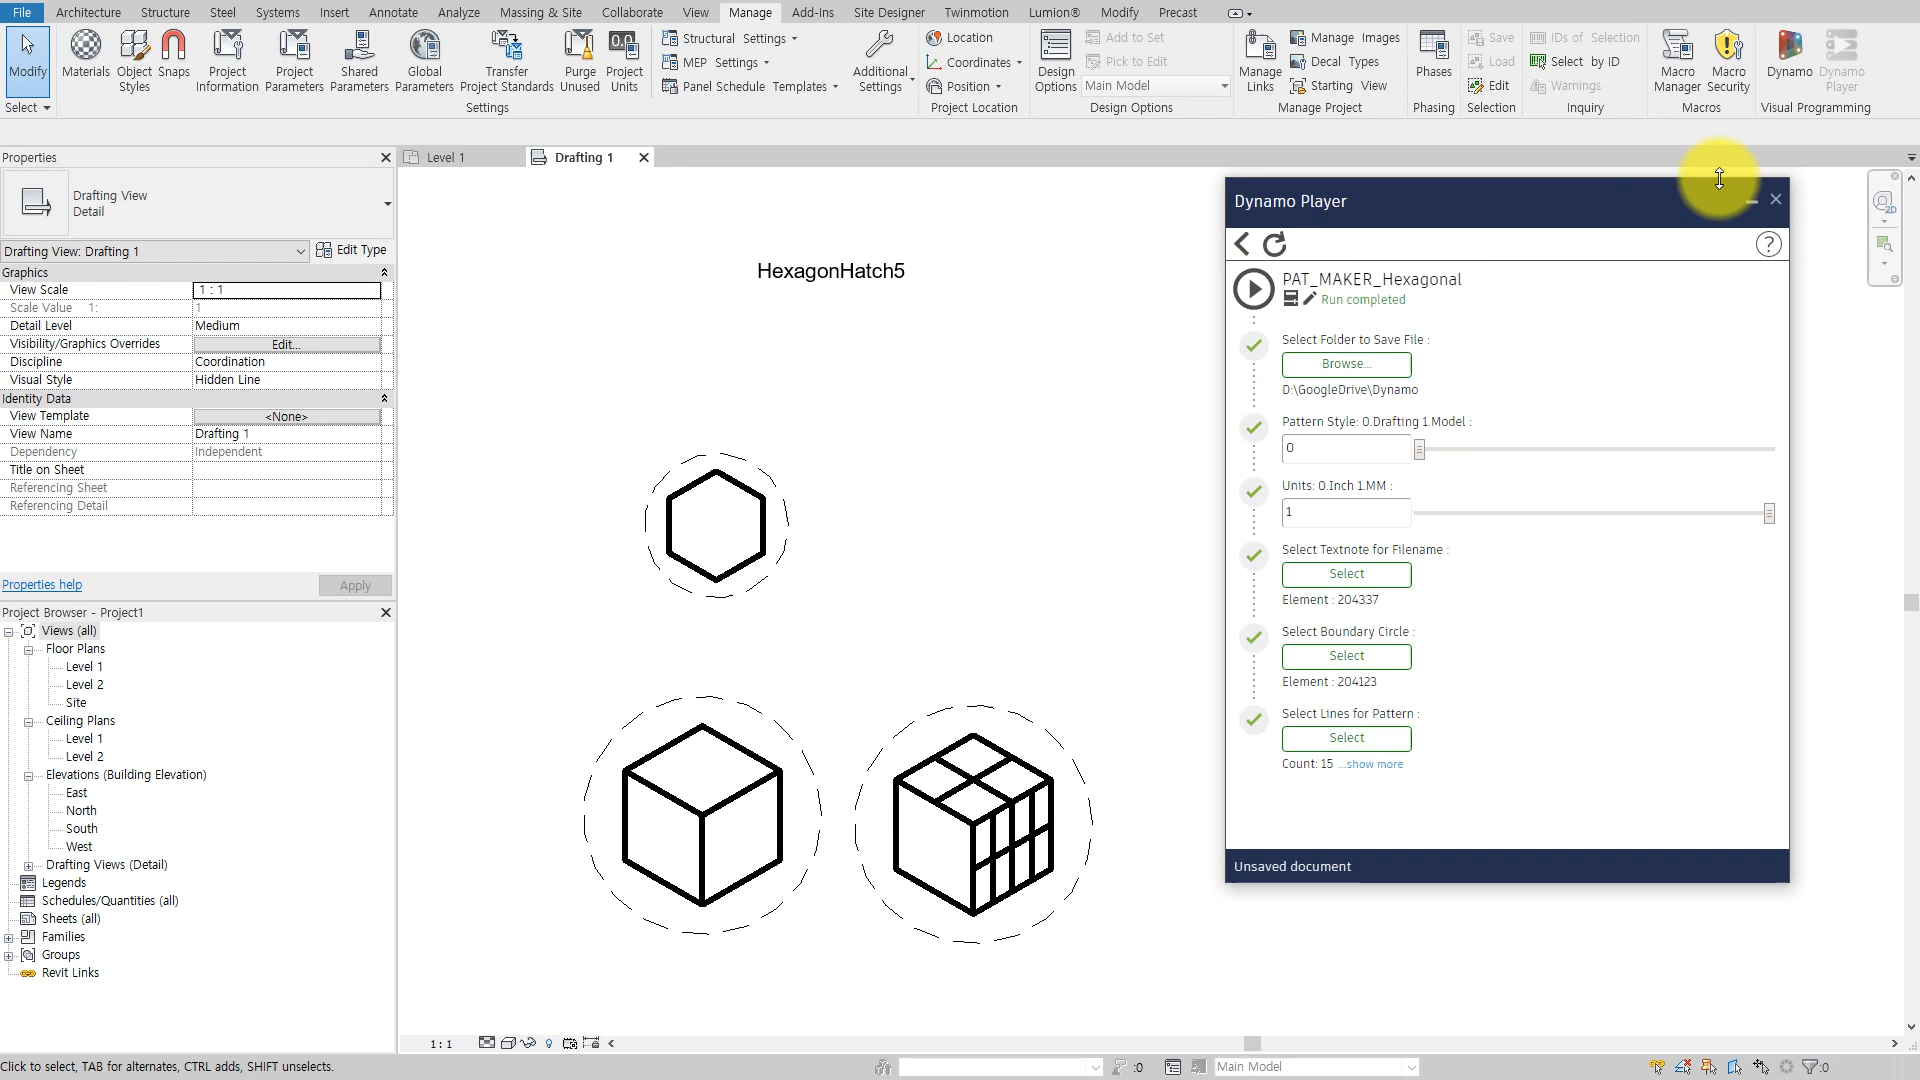 File Architecture Structure Steel Systems Insert Annotate Analyze Massing & Site Collaborate View Manage Add-Ins Site Designer Twinmotion Lumion® Modify Precast
Modify
Select
Materials
Object Styles
Snaps
Project Information
Project Parameters
Shared Parameters
Global Parameters
Transfer Project Standards
Purge Unused
Project Units
Structural Settings
MEP Settings
Panel Schedule Templates
Settings
Additional Settings
Location
Coordinates
Position
Project Location
Design Options
Add to Set
Pick to Edit
Main Model
Design Options
Manage Links
Manage Images
Decal Types
Starting View
Manage Project
Phases
Phasing
Save
Load
Edit
Selection
IDs of Selection
Select by ID
Warnings
Inquiry
Macro Manager
Macro Security
Macros
Dynamo
Dynamo Player
Visual Programming
Properties
Drafting View
Detail
Drafting View: Drafting 1
Edit Type
Graphics
View Scale 1 : 1
Scale Value 1: 1
Detail Level Medium
Visibility/Graphics Overrides Edit...
Discipline Coordination
Visual Style Hidden Line
Identity Data
View Template <None>
View Name Drafting 1
Dependency Independent
Title on Sheet
Referencing Sheet
Referencing Detail
Properties help Apply
Project Browser - Project1
Views (all)
Floor Plans
Level 1
Level 2
Site
Ceiling Plans
Level 1
Level 2
Elevations (Building Elevation)
East
North
South
West
Drafting Views (Detail)
Legends
Schedules/Quantities (all)
Sheets (all)
Families
Groups
Revit Links
Level 1
Drafting 1
HexagonHatch5
2D
Dynamo Player
PAT_MAKER_Hexagonal
Run completed
Select Folder to Save File :
Browse...
D:\GoogleDrive\Dynamo
Pattern Style: 0.Drafting 1.Model :
0
Units: 0.Inch 1.MM :
1
Select Textnote for Filename :
Select
Element : 204337
Select Boundary Circle :
Select
Element : 204123
Select Lines for Pattern :
Select
Count: 15 ...show more
Unsaved document
1 : 1
Click to select, TAB for alternates, CTRL adds, SHIFT unselects.
:0
Main Model
:0